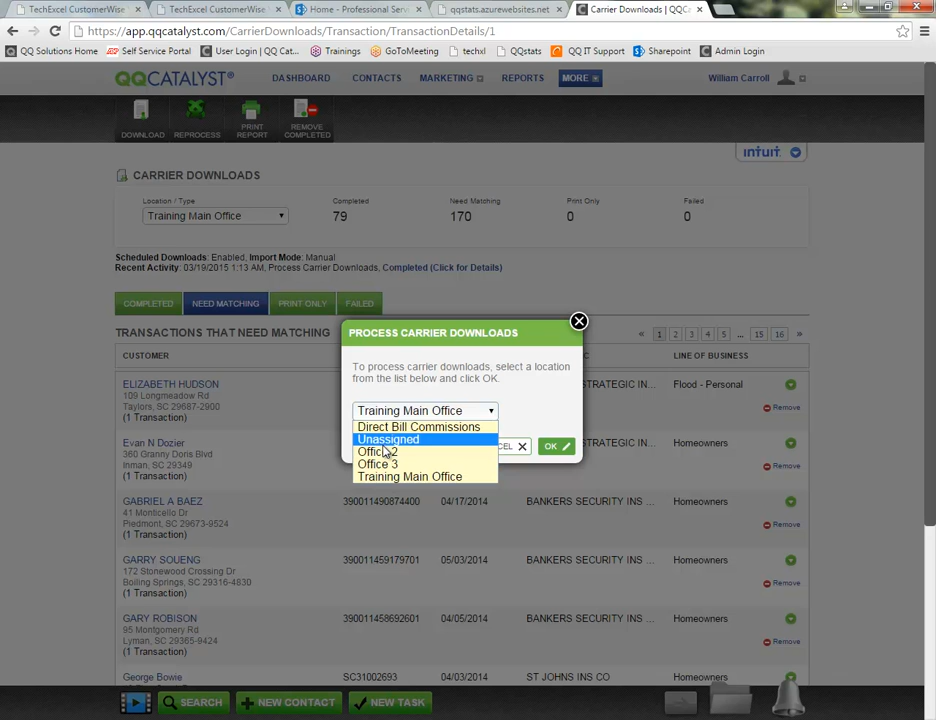 TechExcel CustomerWise
TechExcel CustomerWise
Home - Professional Serv
qqstats.azurewebsites.net
Carrier Downloads | QQC
https://app.qqcatalyst.com/CarrierDownloads/Transaction/TransactionDetails/1
QQ Solutions Home
Self Service Portal
User Login | QQ Cat...
Trainings
GoToMeeting
techxl
QQstats
QQ IT Support
Sharepoint
Admin Login
QQCATALYST®
DASHBOARD
CONTACTS
MARKETING
REPORTS
MORE
William Carroll
DOWNLOAD
REPROCESS
PRINT REPORT
REMOVE COMPLETED
intuit
CARRIER DOWNLOADS
Location / Type
Completed
Need Matching
Print Only
Failed
Training Main Office
79
170
0
0
Scheduled Downloads: Enabled, Import Mode: Manual
Recent Activity: 03/19/2015 1:13 AM, Process Carrier Downloads, Completed (Click for Details)
COMPLETED
NEED MATCHING
PRINT ONLY
FAILED
TRANSACTIONS THAT NEED MATCHING
« 1 2 3 4 5 ... 15 16 »
CUSTOMER
LINE OF BUSINESS
PROCESS CARRIER DOWNLOADS
To process carrier downloads, select a location
from the list below and click OK.
Training Main Office
Direct Bill Commissions
Unassigned
Office 2
Office 3
Training Main Office
OK
ELIZABETH HUDSON
109 Longmeadow Rd
Taylors, SC 29687-2900
(1 Transaction)
STRATEGIC IN...
Flood - Personal
Remove
Evan N Dozier
360 Granny Doris Blvd
Inman, SC 29349
(1 Transaction)
STRATEGIC IN...
Homeowners
Remove
GABRIEL A BAEZ
41 Monticello Dr
Piedmont, SC 29673-9524
(1 Transaction)
390011490874400
04/17/2014
BANKERS SECURITY INS ...
Homeowners
Remove
GARRY SOUENG
172 Stonewood Crossing Dr
Boiling Springs, SC 29316-4830
(1 Transaction)
390011459179701
05/03/2014
BANKERS SECURITY INS ...
Homeowners
Remove
GARY ROBISON
95 Montgomery Rd
Lyman, SC 29365-9424
(1 Transaction)
390011458692601
04/05/2014
BANKERS SECURITY INS ...
Homeowners
Remove
George Bowie
SC31002693
04/03/2014
ST JOHNS INS CO
Homeowners
SEARCH
NEW CONTACT
NEW TASK